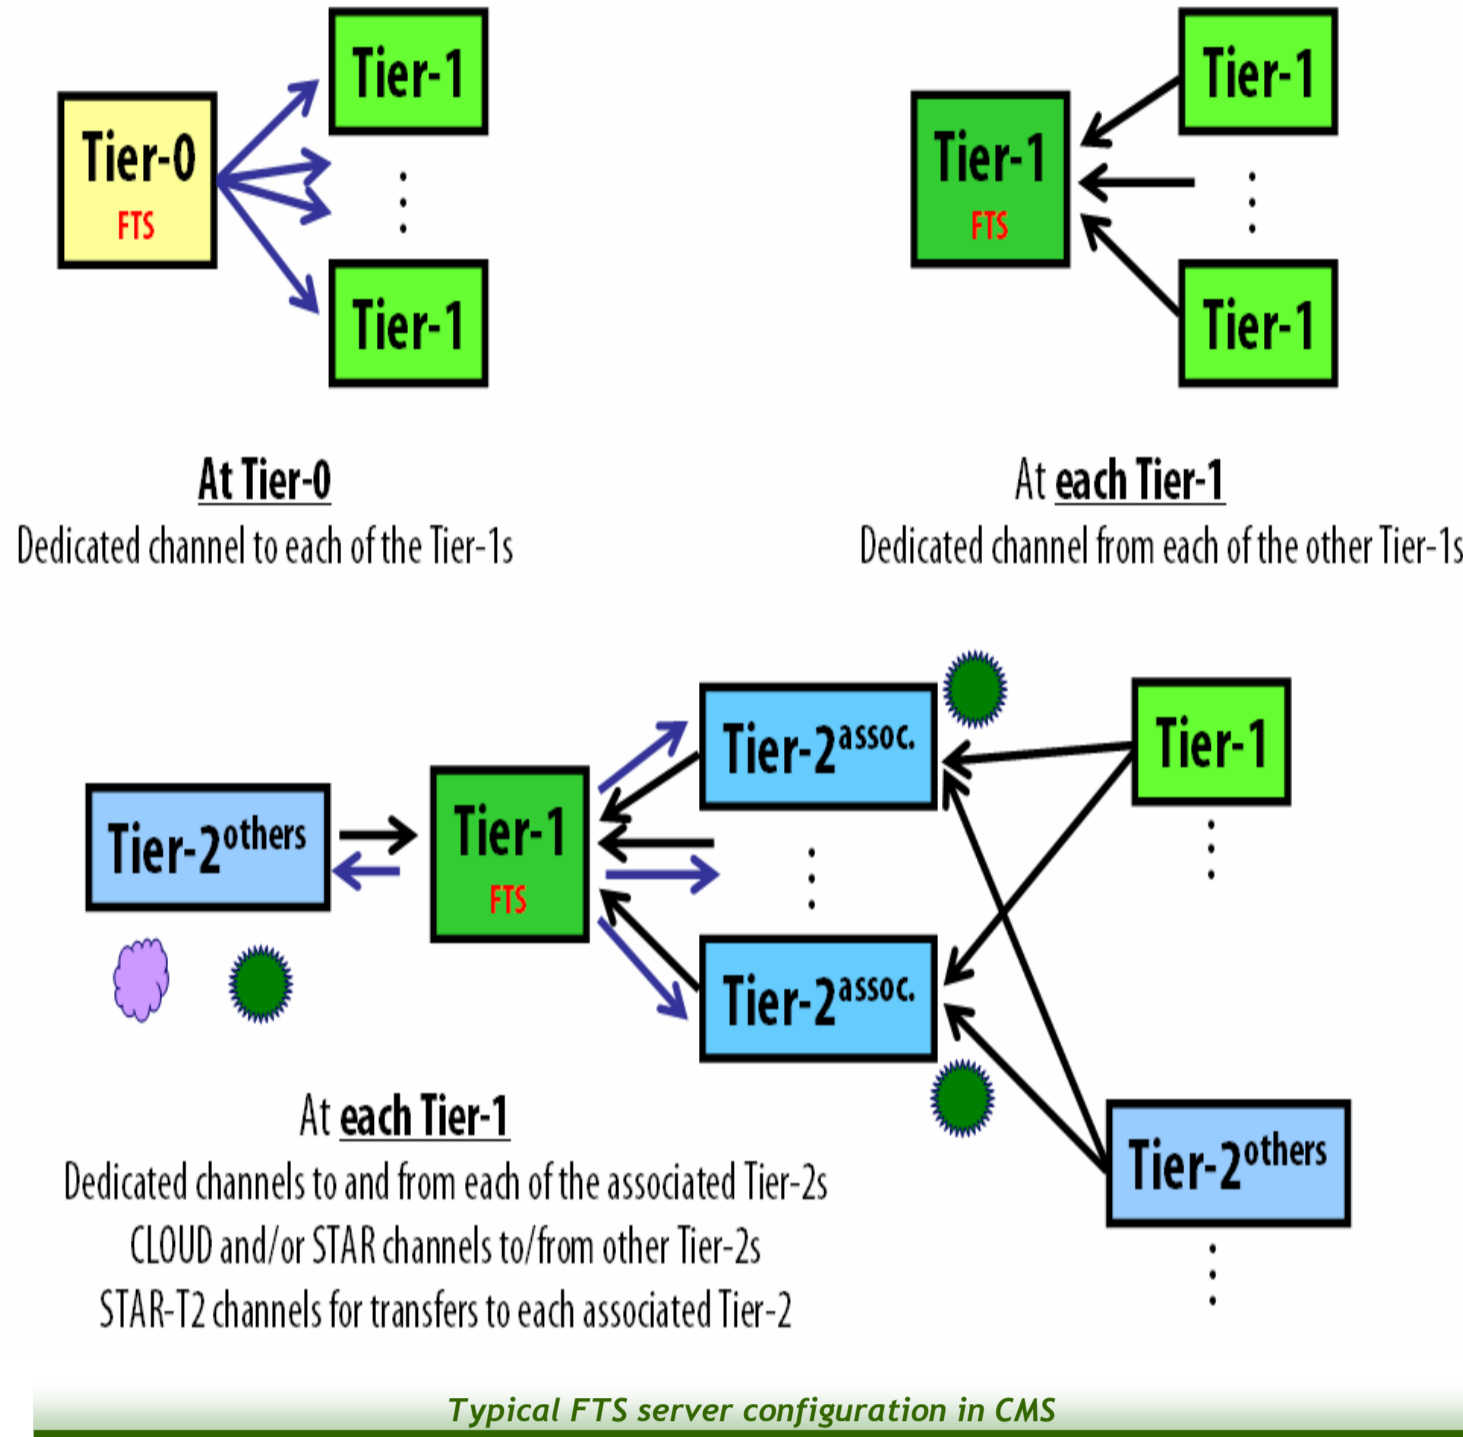 Tier-1
Tier-0
FTS
Tier-1
At Tier-0
Dedicated channel to each of the Tier-1s
Tier-1
Tier-1
FTS
Tier-1
At each Tier-1
Dedicated channel from each of the other Tier-1s
Tier-2others
Tier-1
FTS
Tier-2assoc.
Tier-2assoc.
Tier-1
Tier-2others
At each Tier-1
Dedicated channels to and from each of the associated Tier-2s
CLOUD and/or STAR channels to/from other Tier-2s
STAR-T2 channels for transfers to each associated Tier-2
Typical FTS server configuration in CMS